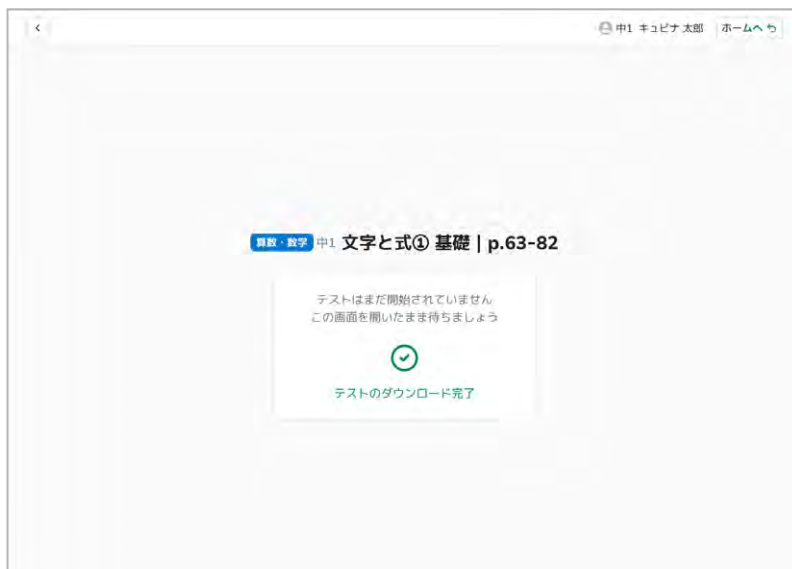 中1 キュビナ 太郎 ホームへ
算数・数学 中1 文字と式① 基礎 | p.63-82
テストはまだ開始されていません
この画面を開いたまま待ちましょう
テストのダウンロード完了